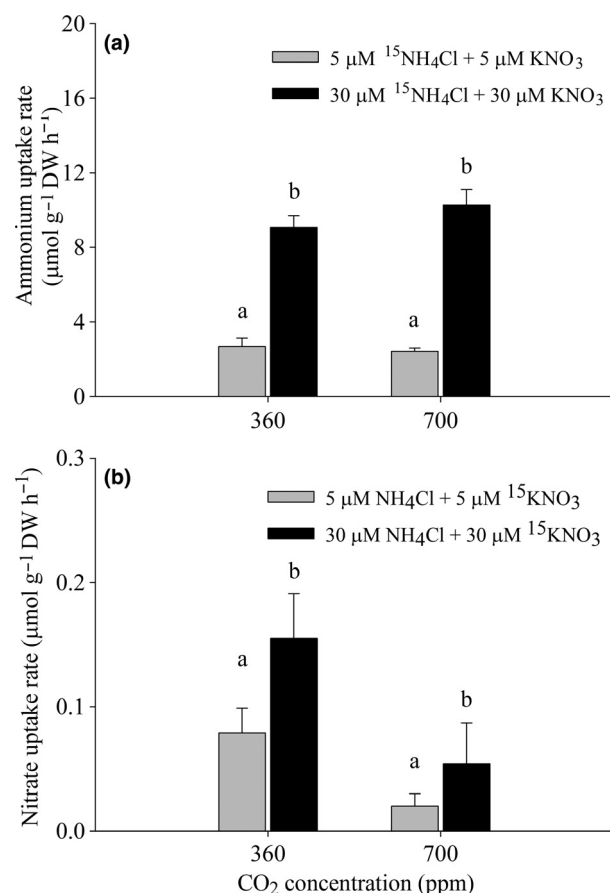 (a)
20
16
12
8
4
0
Ammonium uptake rate
(μmol g⁻¹ DW h⁻¹)
5 μM ¹⁵NH₄Cl + 5 μM KNO₃
30 μM ¹⁵NH₄Cl + 30 μM KNO₃
a
b
a
b
360
700
(b)
0.3
0.2
0.1
0.0
Nitrate uptake rate (μmol g⁻¹ DW h⁻¹)
5 μM NH₄Cl + 5 μM ¹⁵KNO₃
30 μM NH₄Cl + 30 μM ¹⁵KNO₃
a
b
a
b
360
700
CO₂ concentration (ppm)